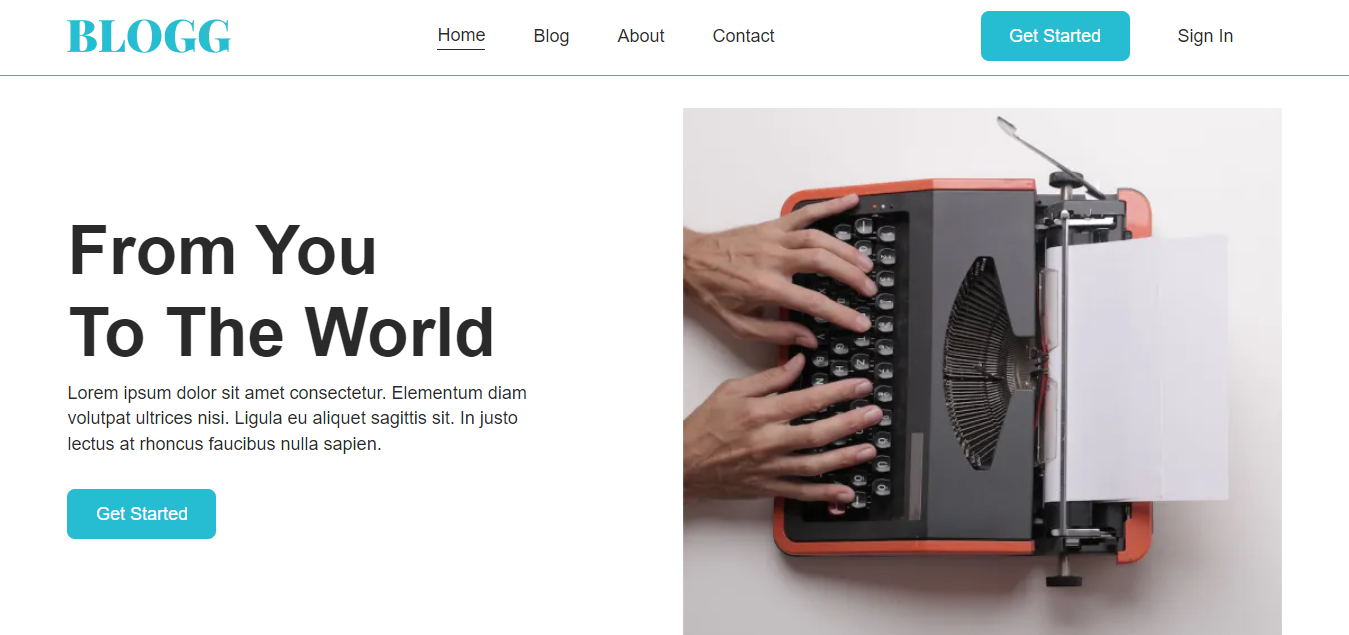 BLOGG
Home Blog About Contact
Get Started Sign In
From You
To The World
Lorem ipsum dolor sit amet consectetur. Elementum diam
volutpat ultrices nisi. Ligula eu aliquet sagittis sit. In justo
lectus at rhoncus faucibus nulla sapien.
Get Started